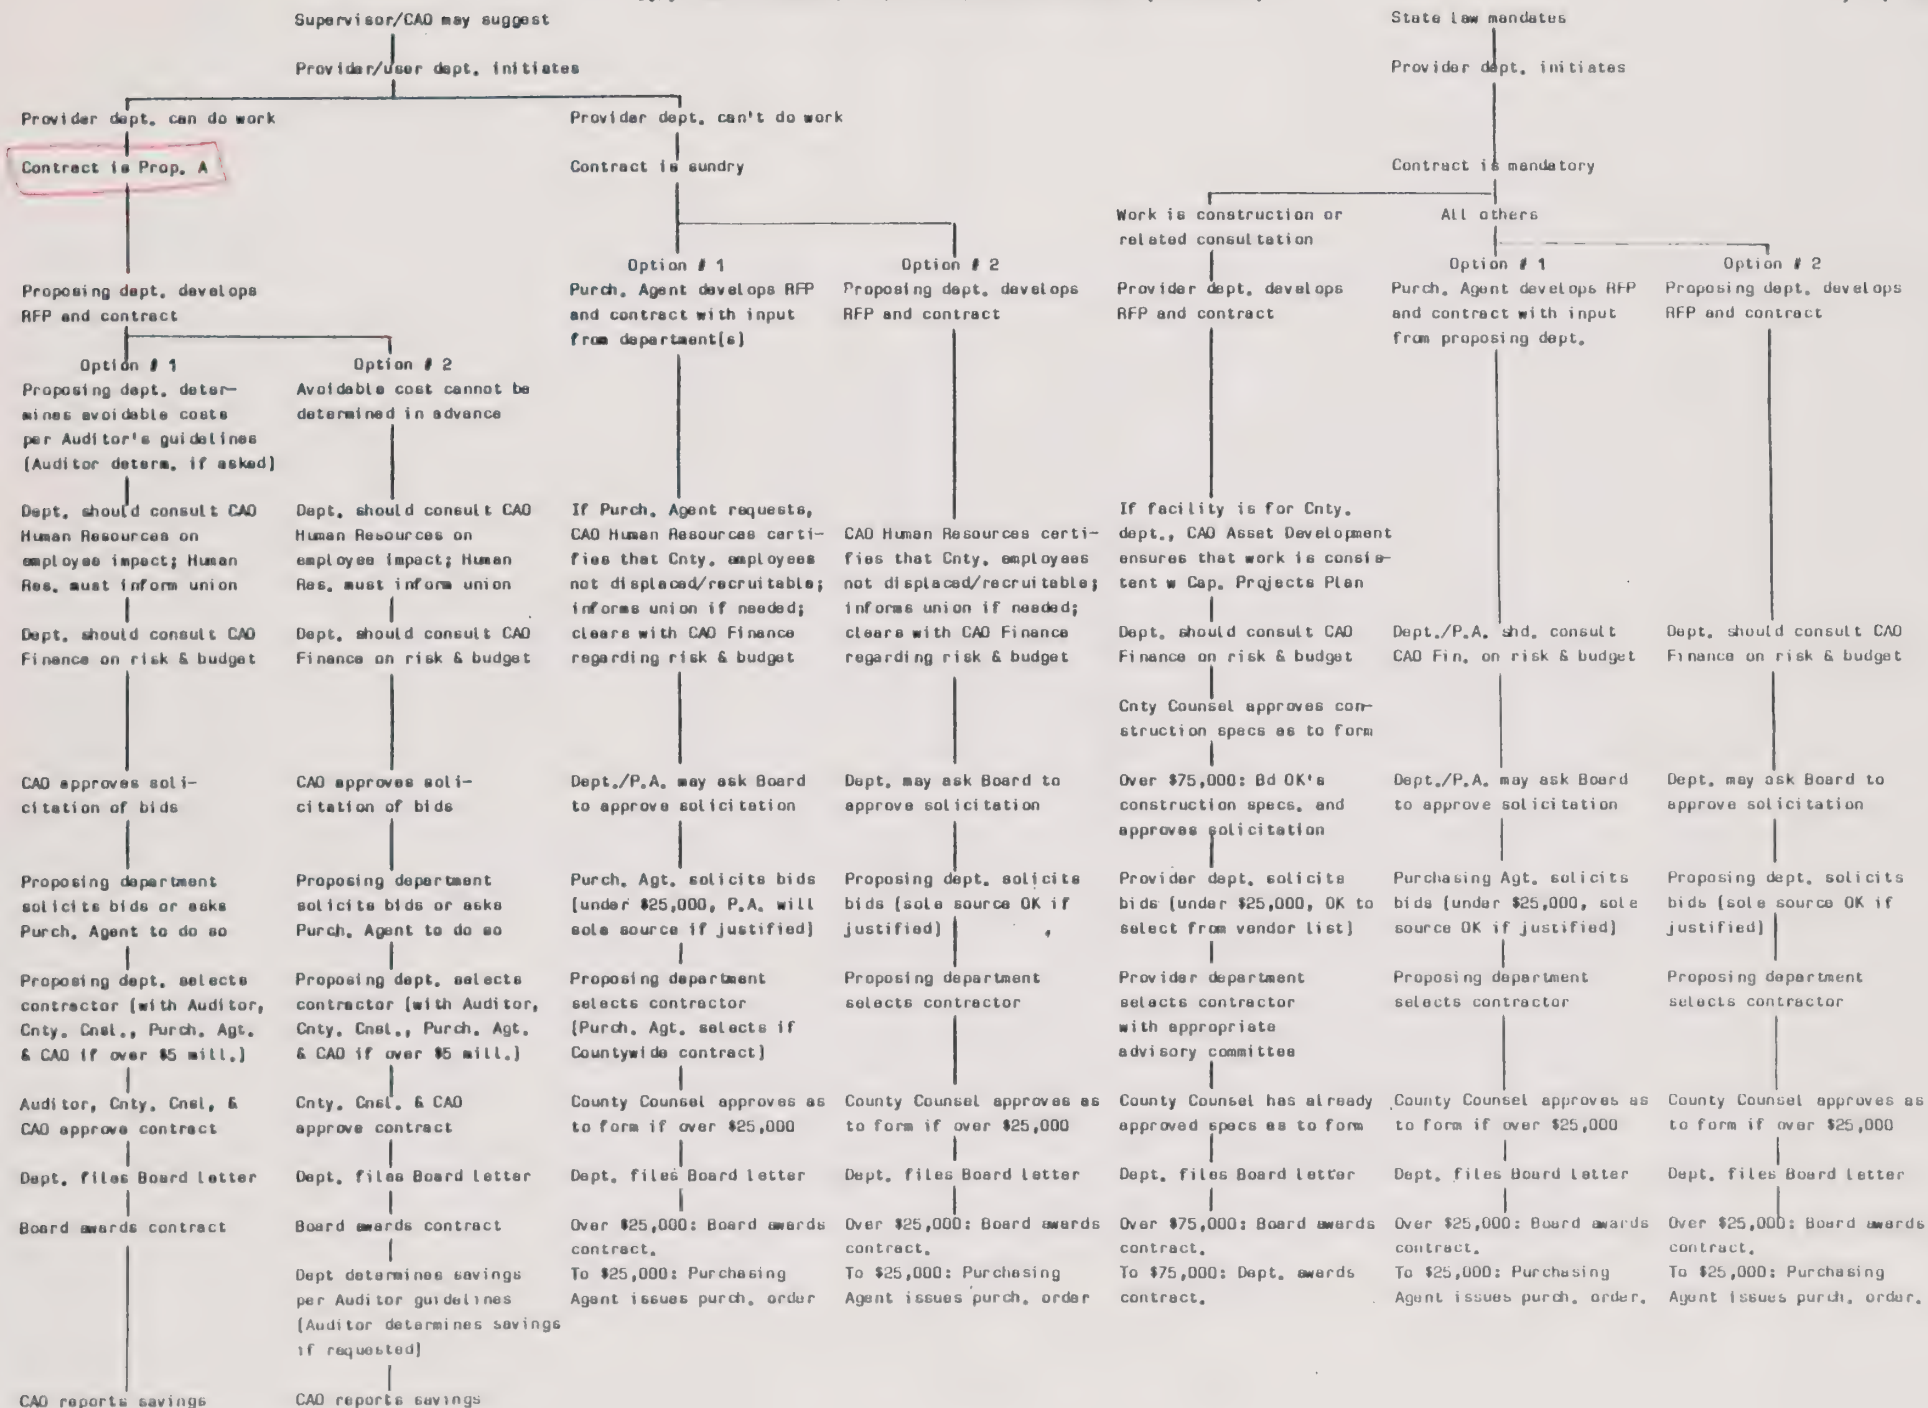 Supervisor/CAO may suggest
State law mandates
Provider/user dept. initiates
Provider dept. initiates
Provider dept. can do work
Provider dept. can't do work
Contract is Prop. A
Contract is sundry
Contract is mandatory
Work is construction or
related consultation
All others
Option # 1
Purch. Agent develops RFP
and contract with input
from department(s)
Option # 2
Proposing dept. develops
RFP and contract
Provider dept. develops
RFP and contract
Option # 1
Purch. Agent develops RFP
and contract with input
from proposing dept.
Option # 2
Proposing dept. develops
RFP and contract
Proposing dept. develops
RFP and contract
Option # 1
Proposing dept. deter-
mines avoidable costs
per Auditor's guidelines
(Auditor determ. if asked)
Option # 2
Avoidable cost cannot be
determined in advance
Dept. should consult CAO
Human Resources on
employee impact; Human
Res. must inform union
Dept. should consult CAO
Human Resources on
employee impact; Human
Res. must inform union
If Purch. Agent requests,
CAO Human Resources certi-
fies that Cnty. employees
not displaced/recruitable;
informs union if needed;
clears with CAO Finance
regarding risk & budget
CAO Human Resources certi-
fies that Cnty. employees
not displaced/recruitable;
informs union if needed;
clears with CAO Finance
regarding risk & budget
If facility is for Cnty.
dept., CAO Asset Development
ensures that work is consis-
tent w Cap. Projects Plan
Dept. should consult CAO
Finance on risk & budget
Dept. should consult CAO
Finance on risk & budget
Dept. should consult CAO
Finance on risk & budget
Dept./P.A. shd. consult
CAO Fin. on risk & budget
Dept. should consult CAO
Finance on risk & budget
Cnty Counsel approves con-
struction specs as to form
CAO approves soli-
citation of bids
CAO approves soli-
citation of bids
Dept./P.A. may ask Board
to approve solicitation
Dept. may ask Board to
approve solicitation
Over $75,000: Bd OK's
construction specs. and
approves solicitation
Dept./P.A. may ask Board
to approve solicitation
Dept. may ask Board to
approve solicitation
Proposing department
solicits bids or asks
Purch. Agent to do so
Proposing department
solicits bids or asks
Purch. Agent to do so
Purch. Agt. solicits bids
(under $25,000, P.A. will
sole source if justified)
Proposing dept. solicits
bids (sole source OK if
justified)
Provider dept. solicits
bids (under $25,000, OK to
select from vendor list)
Purchasing Agt. solicits
bids (under $25,000, sole
source OK if justified)
Proposing dept. solicits
bids (sole source OK if
justified)
Proposing dept. selects
contractor (with Auditor,
Cnty. Cnsl., Purch. Agt.
& CAO if over $5 mill.)
Proposing dept. selects
contractor (with Auditor,
Cnty. Cnsl., Purch. Agt.
& CAO if over $5 mill.)
Proposing department
selects contractor
(Purch. Agt. selects if
Countywide contract)
Proposing department
selects contractor
Provider department
selects contractor
with appropriate
advisory committee
Proposing department
selects contractor
Proposing department
selects contractor
Auditor, Cnty. Cnsl, &
CAO approve contract
Cnty. Cnsl. & CAO
approve contract
County Counsel approves as
to form if over $25,000
County Counsel approves as
to form if over $25,000
County Counsel has already
approved specs as to form
County Counsel approves as
to form if over $25,000
County Counsel approves as
to form if over $25,000
Dept. files Board letter
Dept. files Board letter
Dept. files Board letter
Dept. files Board letter
Dept. files Board letter
Dept. files Board letter
Dept. files Board letter
Board awards contract
Board awards contract
Over $25,000: Board awards
contract.
To $25,000: Purchasing
Agent issues purch. order
Over $25,000: Board awards
contract.
To $25,000: Purchasing
Agent issues purch. order
Over $75,000: Board awards
contract.
To $75,000: Dept. awards
contract.
Over $25,000: Board awards
contract.
To $25,000: Purchasing
Agent issues purch. order.
Over $25,000: Board awards
contract.
To $25,000: Purchasing
Agent issues purch. order.
Dept determines savings
per Auditor guidelines
(Auditor determines savings
if requested)
CAO reports savings
CAO reports savings